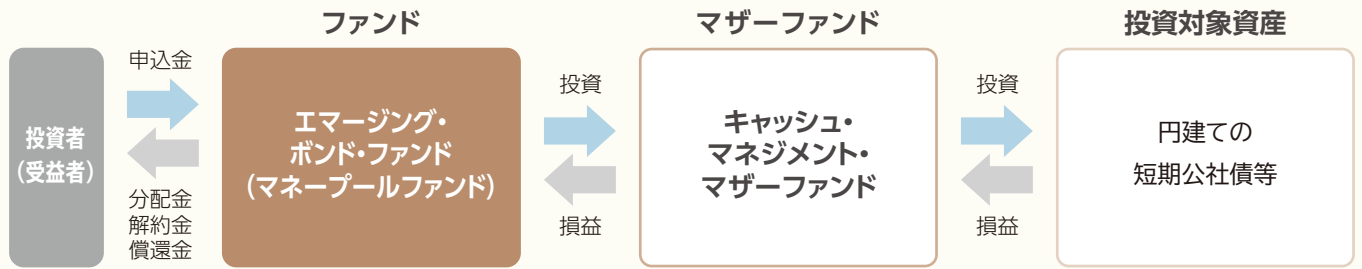 ファンド
マザーファンド
投資対象資産
投資者
(受益者)
申込金
分配金
解約金
償還金
エマージング・
ボンド・ファンド
(マネープールファンド)
投資
損益
キャッシュ・
マネジメント・
マザーファンド
投資
損益
円建ての
短期公社債等